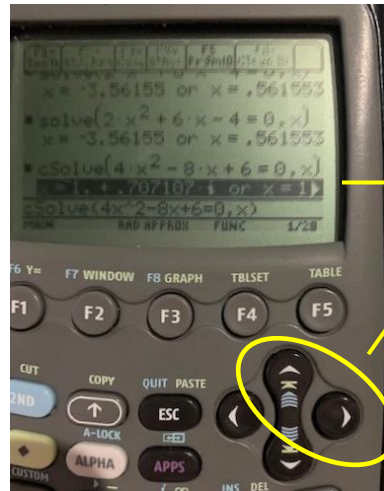 x = -3.56155 or x = .561553
▪ solve(2·x² + 6·x - 4 = 0, x)
x = -3.56155 or x = .561553
▪ cSolve(4·x² - 8·x + 6 = 0, x)
x = 1. + .707107·i or x = 1▶
cSolve(4x^2-8x+6=0,x)
MAIN RAD APPROX FUNC 1/20
F6 Y= F7 WINDOW F8 GRAPH TBLSET TABLE
F1 F2 F3 F4 F5
CUT COPY QUIT PASTE
2ND ↑ ESC
A-LOCK
ALPHA APPS
CUSTOM
INS DEL